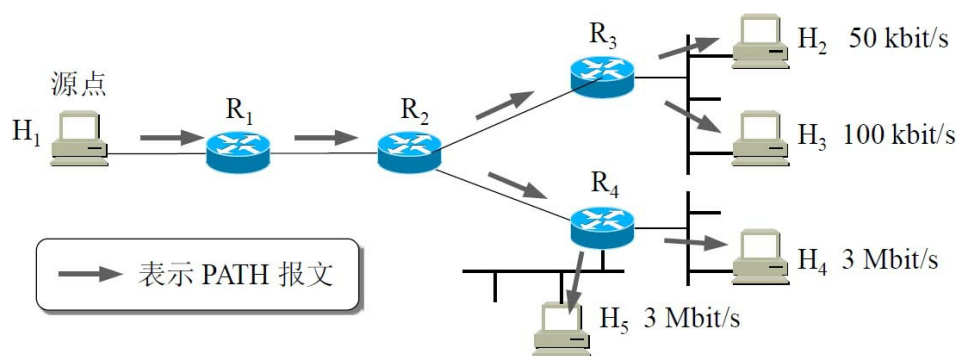 源点
H₁
R₁
R₂
R₃
R₄
H₂ 50 kbit/s
H₃ 100 kbit/s
H₄ 3 Mbit/s
H₅ 3 Mbit/s
表示 PATH 报文